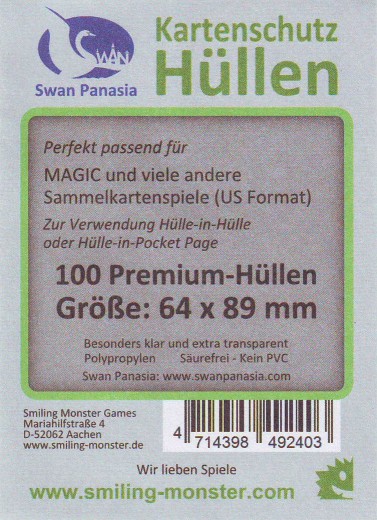 Kartenschutz
Hüllen
SWAN
Swan Panasia
Perfekt passend für
MAGIC und viele andere
Sammelkartenspiele (US Format)
Zur Verwendung Hülle-in-Hülle
oder Hülle-in-Pocket Page
100 Premium-Hüllen
Größe: 64 x 89 mm
Besonders klar und extra transparent
Polypropylen Säurefrei - Kein PVC
Swan Panasia: www.swanpanasia.com
Smiling Monster Games
Mariahilfstraße 4
D-52062 Aachen
www.smiling-monster.de
4 714398 492403
Wir lieben Spiele
www.smiling-monster.com